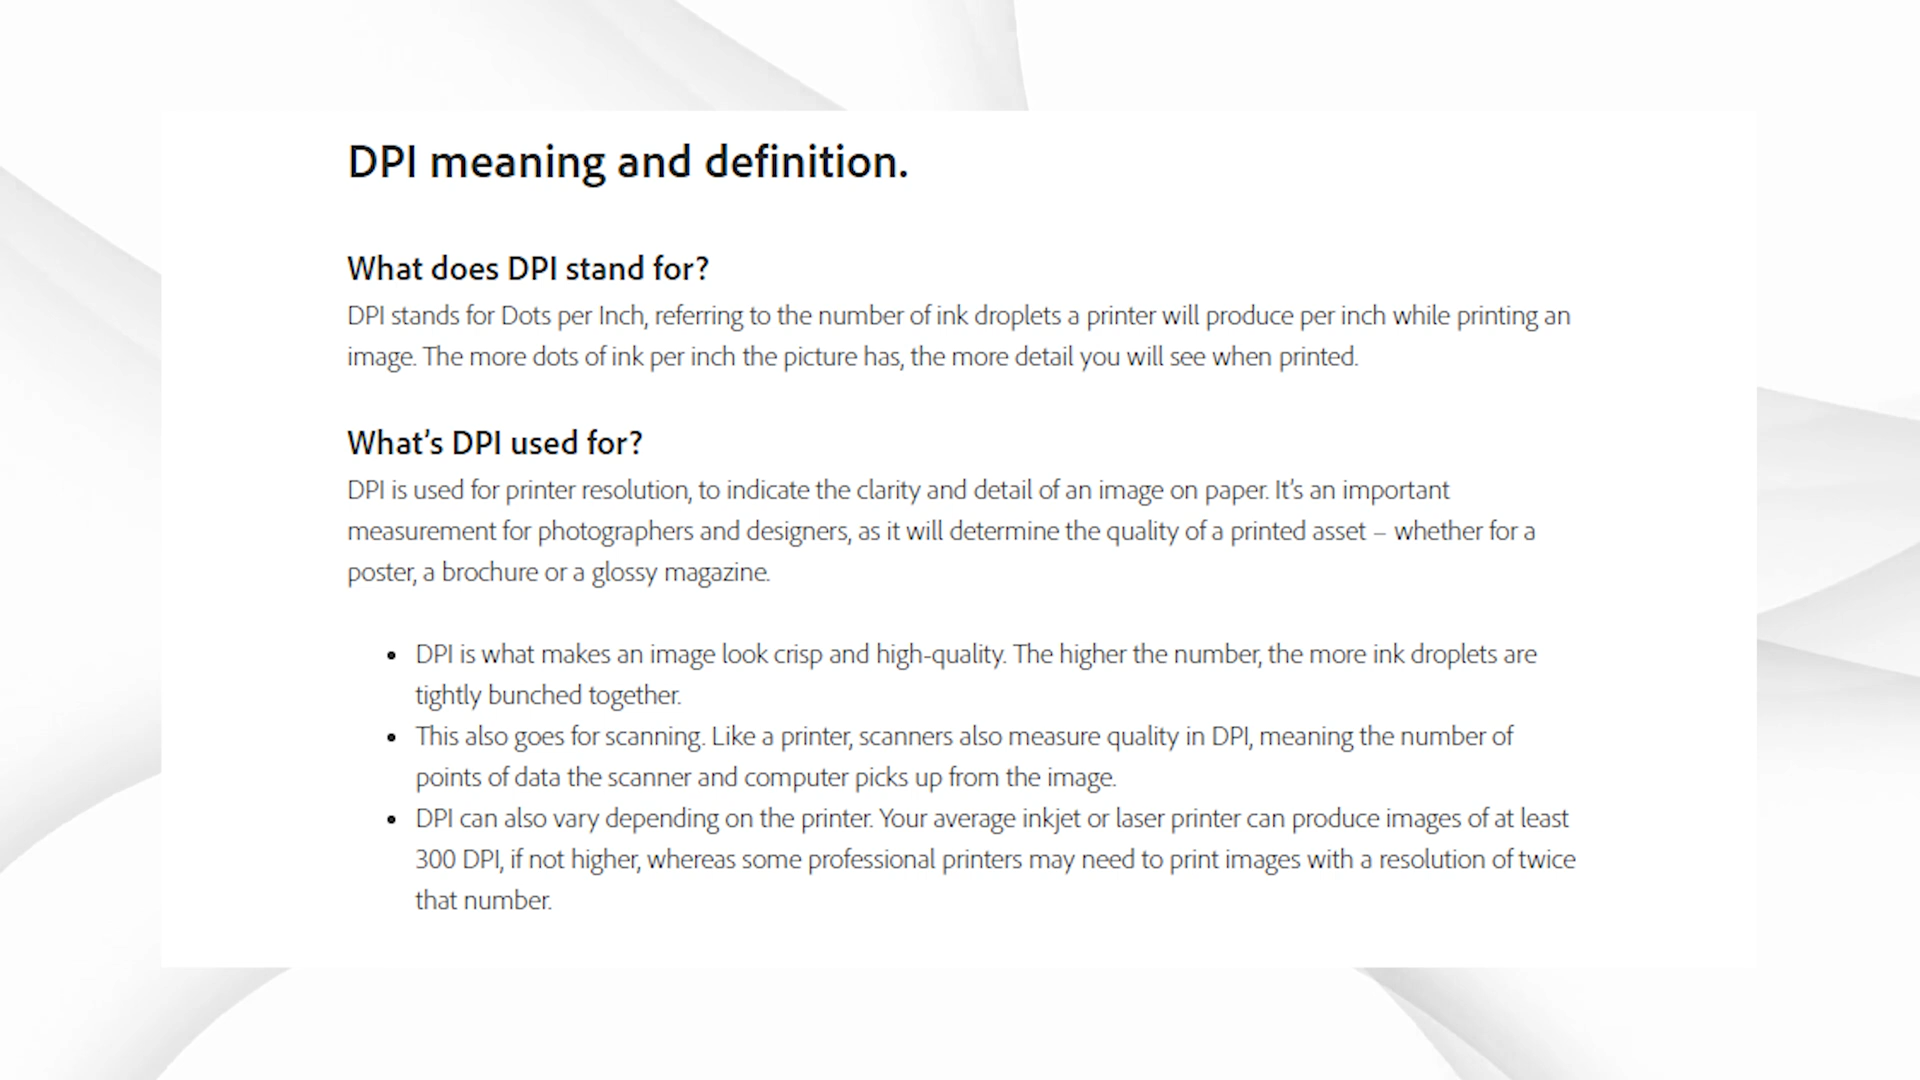 DPI meaning and definition.
What does DPI stand for?
DPI stands for Dots per Inch, referring to the number of ink droplets a printer will produce per inch while printing an
image. The more dots of ink per inch the picture has, the more detail you will see when printed.
What's DPI used for?
DPI is used for printer resolution, to indicate the clarity and detail of an image on paper. It's an important
measurement for photographers and designers, as it will determine the quality of a printed asset – whether for a
poster, a brochure or a glossy magazine.
• DPI is what makes an image look crisp and high-quality. The higher the number, the more ink droplets are
tightly bunched together.
• This also goes for scanning. Like a printer, scanners also measure quality in DPI, meaning the number of
points of data the scanner and computer picks up from the image.
• DPI can also vary depending on the printer. Your average inkjet or laser printer can produce images of at least
300 DPI, if not higher, whereas some professional printers may need to print images with a resolution of twice
that number.